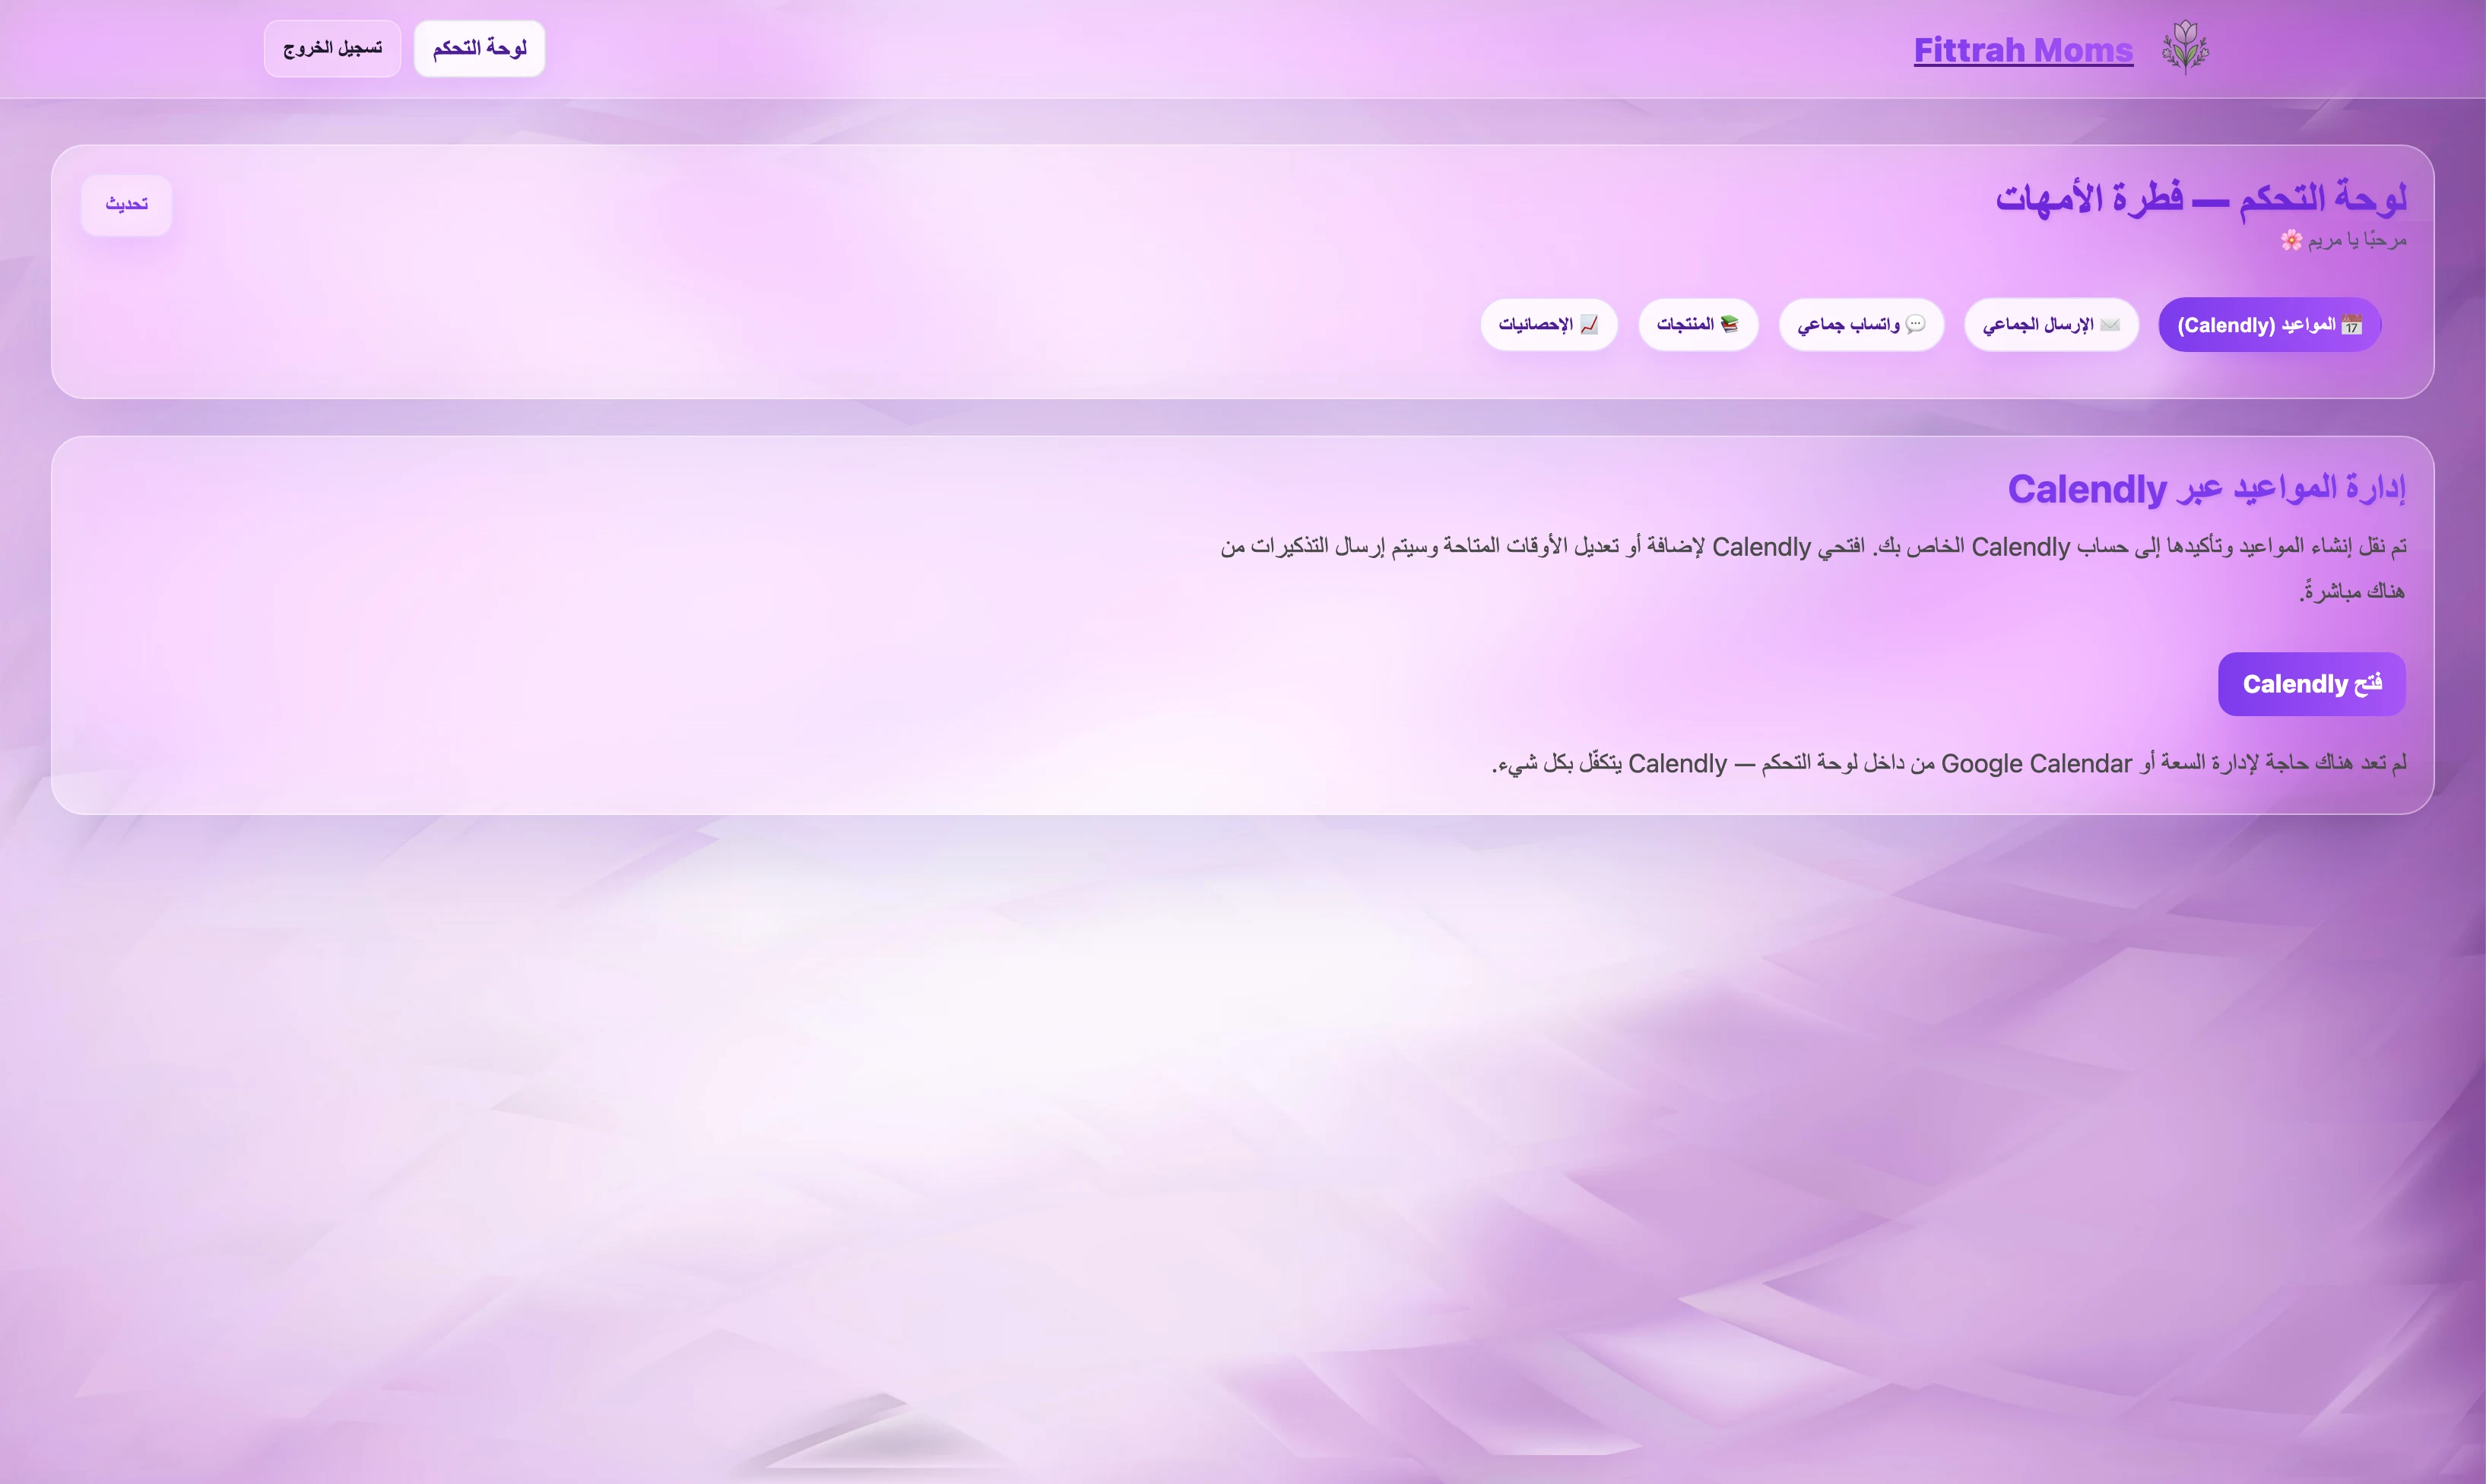 Fittrah Moms
لوحة التحكم
تسجيل الخروج
لوحة التحكم — فطرة الأمهات
مرحبًا يا مريم 🌸
تحديث
📅 المواعيد (Calendly)
✉️ الإرسال الجماعي
💬 واتساب جماعي
📚 المنتجات
📈 الإحصائيات
إدارة المواعيد عبر Calendly
تم نقل إنشاء المواعيد وتأكيدها إلى حساب Calendly الخاص بك. افتحي Calendly لإضافة أو تعديل الأوقات المتاحة وسيتم إرسال التذكيرات من
هناك مباشرةً.
فتح Calendly
لم تعد هناك حاجة لإدارة السعة أو Google Calendar من داخل لوحة التحكم — Calendly يتكفّل بكل شيء.